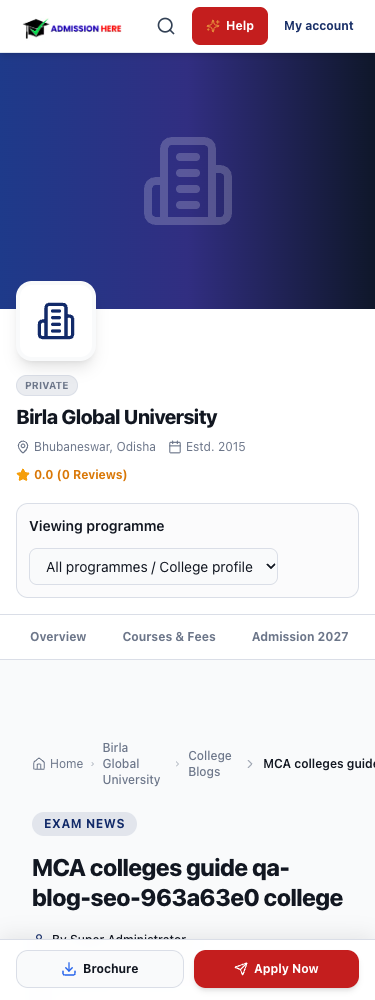 ADMISSION HERE
Help
My account
PRIVATE
Birla Global University
Bhubaneswar, Odisha
Estd. 2015
0.0 (0 Reviews)
Viewing programme
All programmes / College profile
Overview
Courses & Fees
Admission 2027
Home
Birla
Global
University
College
Blogs
MCA colleges guide
EXAM NEWS
MCA colleges guide qa-
blog-seo-963a63e0 college
By Super Administrator
Brochure
Apply Now